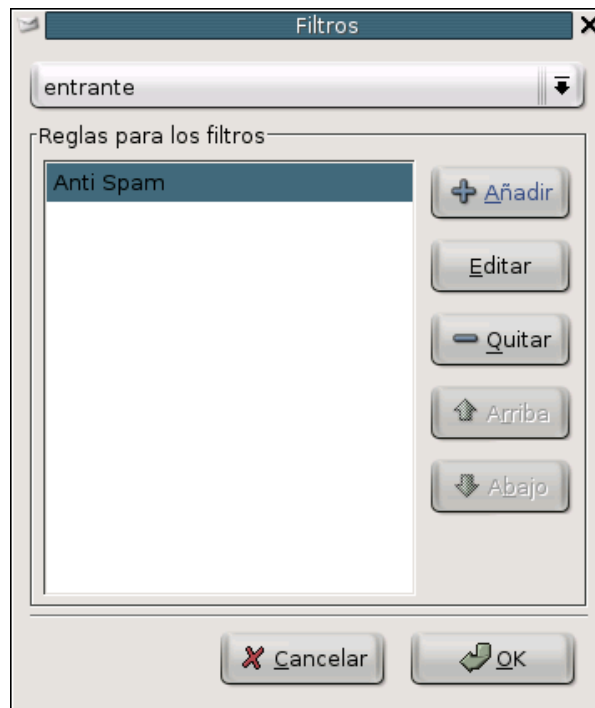 Filtros
entrante
Reglas para los filtros
Anti Spam
Añadir
Editar
Quitar
Arriba
Abajo
Cancelar
OK